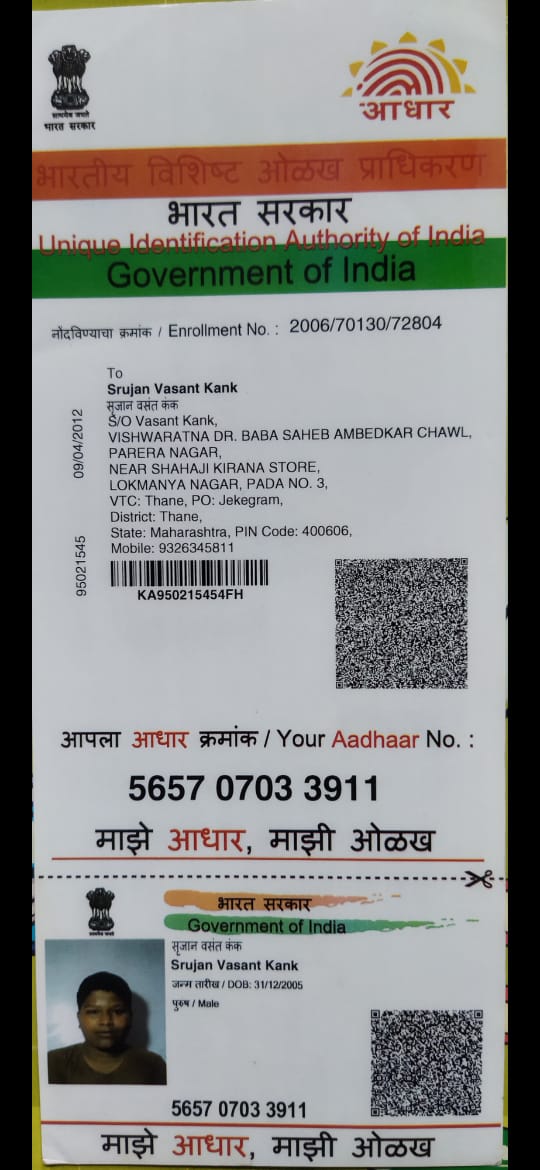 सत्यमेव जयते
भारत सरकार
आधार
भारतीय विशिष्ट ओळख प्राधिकरण
भारत सरकार
Unique Identification Authority of India
Government of India
नोंदविण्याचा क्रमांक / Enrollment No. : 2006/70130/72804
To
Srujan Vasant Kank
सृजान वसंत कंक
S/O Vasant Kank,
VISHWARATNA DR. BABA SAHEB AMBEDKAR CHAWL,
PARERA NAGAR,
NEAR SHAHAJI KIRANA STORE,
LOKMANYA NAGAR, PADA NO. 3,
VTC: Thane, PO: Jekegram,
District: Thane,
State: Maharashtra, PIN Code: 400606,
Mobile: 9326345811
09/04/2012
95021545
KA950215454FH
आपला आधार क्रमांक / Your Aadhaar No. :
5657 0703 3911
माझे आधार, माझी ओळख
भारत सरकार
Government of India
सृजान वसंत कंक
Srujan Vasant Kank
जन्म तारीख / DOB: 31/12/2005
पुरुष / Male
5657 0703 3911
माझे आधार, माझी ओळख